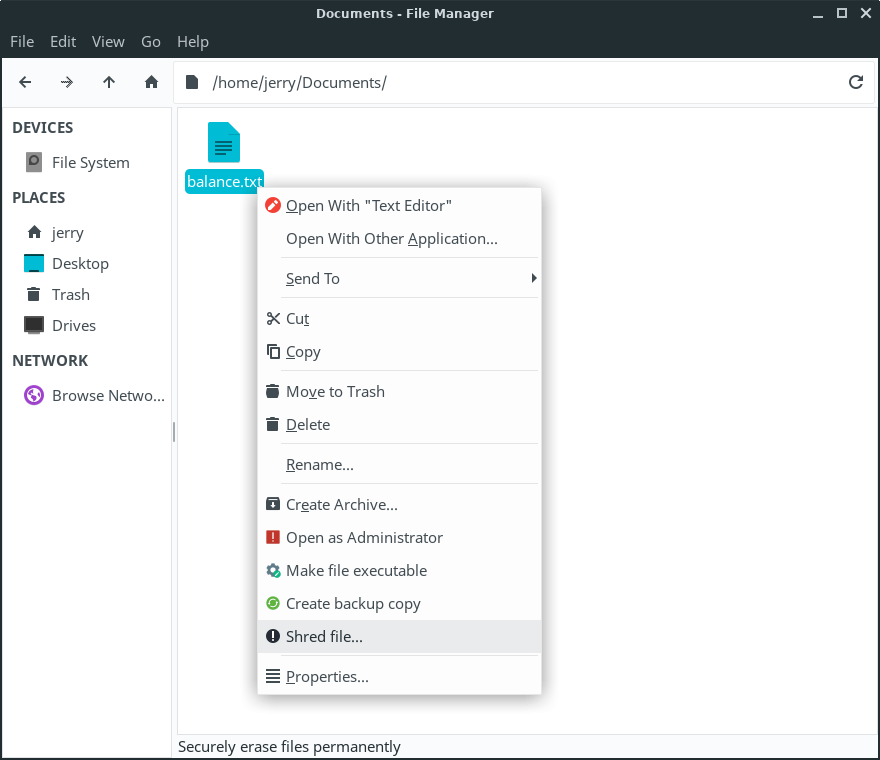 Documents - File Manager
File Edit View Go Help
/home/jerry/Documents/
DEVICES
File System
PLACES
jerry
Desktop
Trash
Drives
NETWORK
Browse Netwo...
balance.txt
Open With "Text Editor"
Open With Other Application...
Send To
Cut
Copy
Move to Trash
Delete
Rename...
Create Archive...
Open as Administrator
Make file executable
Create backup copy
Shred file...
Properties...
Securely erase files permanently